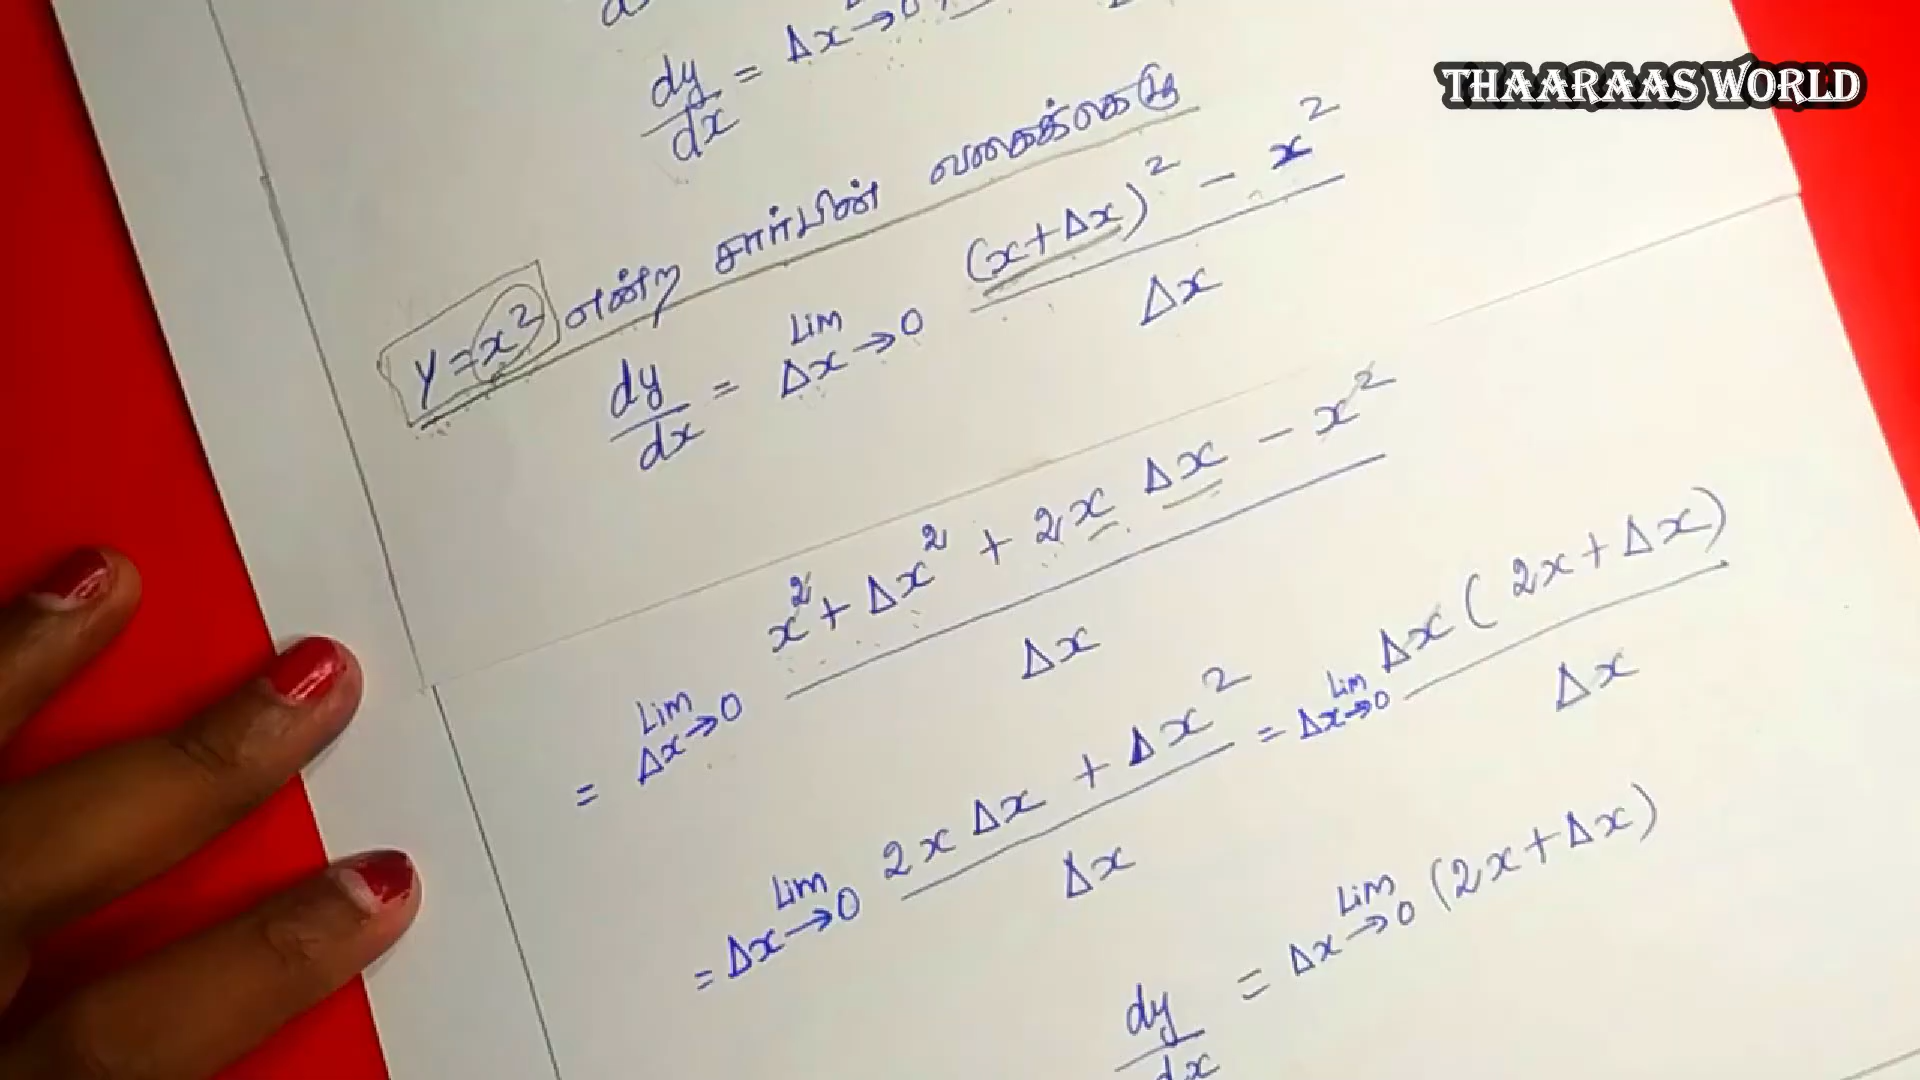 THAARAAS WORLD
dy/dx = Δx→0
y = x² என்ற சார்பின் வகைக்கெழு
dy/dx = lim Δx→0 ((x+Δx)² − x²)/Δx
= Lim Δx→0 (x² + Δx² + 2x Δx − x²)/Δx
= Lim Δx→0 (2x Δx + Δx²)/Δx = lim Δx→0 Δx(2x+Δx)/Δx
dy/dx = Lim Δx→0 (2x+Δx)